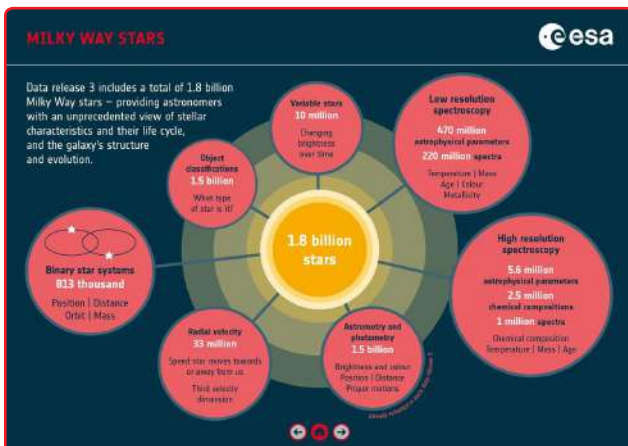 MILKY WAY STARS
esa
Data release 3 includes a total of 1.8 billion
Milky Way stars – providing astronomers
with an unprecedented view of stellar
characteristics and their life cycle,
and the galaxy's structure
and evolution.
Variable stars
10 million
Changing
brightness
over time
Low resolution
spectroscopy
470 million
astrophysical parameters
220 million spectra
Temperature | Mass
Age | Colour
Metallicity
Object
classifications
1.5 billion
What type
of star is it?
1.8 billion
stars
Binary star systems
813 thousand
Position | Distance
Orbit | Mass
High resolution
spectroscopy
5.6 million
astrophysical parameters
2.5 million
chemical compositions
1 million spectra
Chemical composition
Temperature | Mass | Age
Radial velocity
33 million
Speed star moves towards
or away from us.
Third velocity
dimension
Astrometry and
photometry
1.5 billion
Brightness and colour
Position | Distance
Proper motions